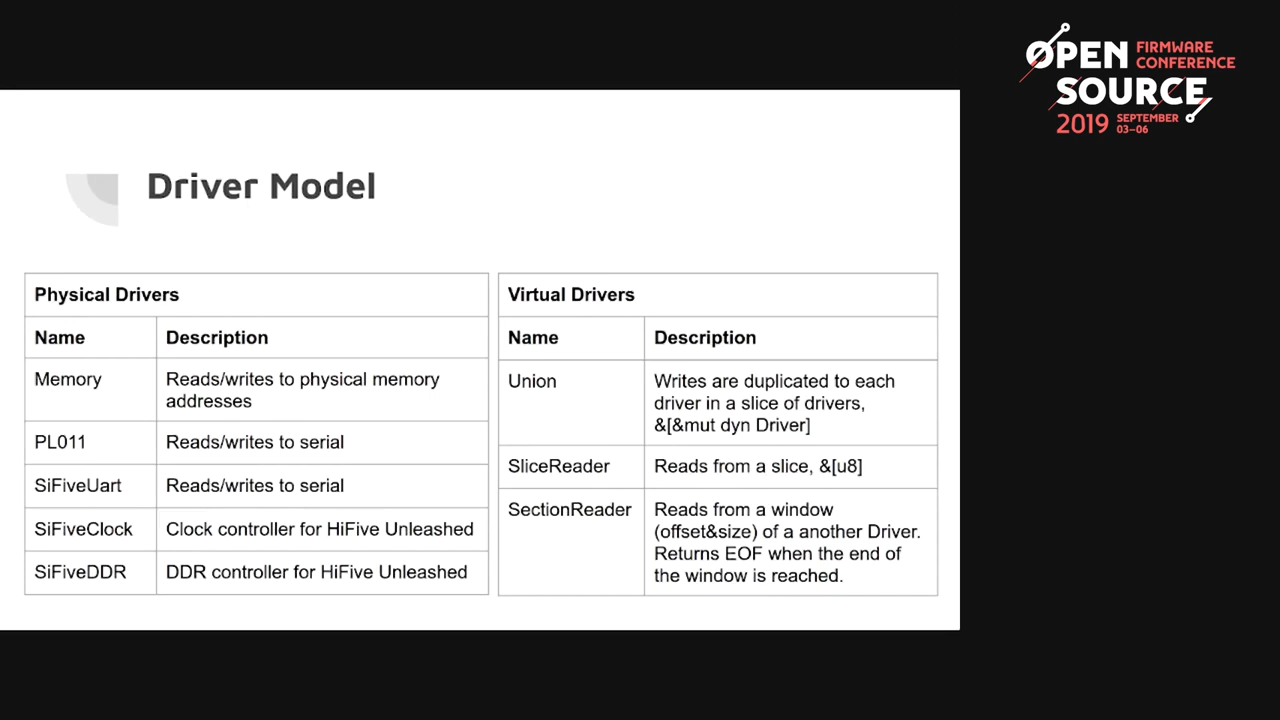 OPEN FIRMWARE
CONFERENCE
SOURCE
2019 SEPTEMBER
03–06
Driver Model
Physical Drivers
Name Description
Memory Reads/writes to physical memory
addresses
PL011 Reads/writes to serial
SiFiveUart Reads/writes to serial
SiFiveClock Clock controller for HiFive Unleashed
SiFiveDDR DDR controller for HiFive Unleashed
Virtual Drivers
Name Description
Union Writes are duplicated to each
driver in a slice of drivers,
&[&mut dyn Driver]
SliceReader Reads from a slice, &[u8]
SectionReader Reads from a window
(offset&size) of a another Driver.
Returns EOF when the end of
the window is reached.